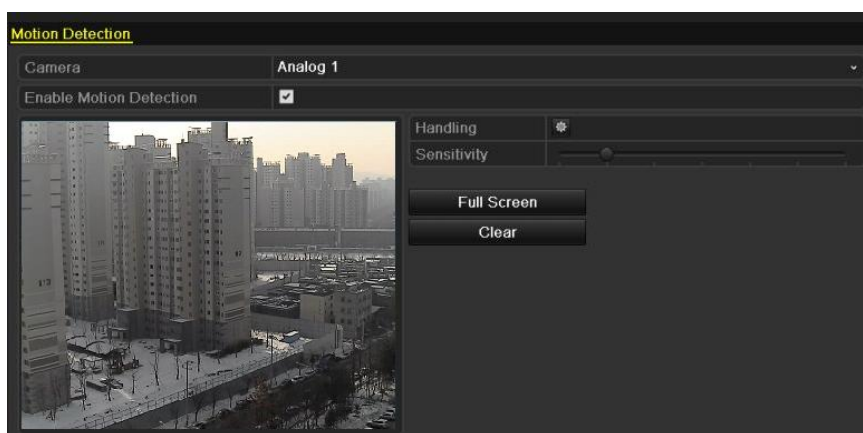 Motion Detection
Camera
Analog 1
Enable Motion Detection
Handling
Sensitivity
Full Screen
Clear